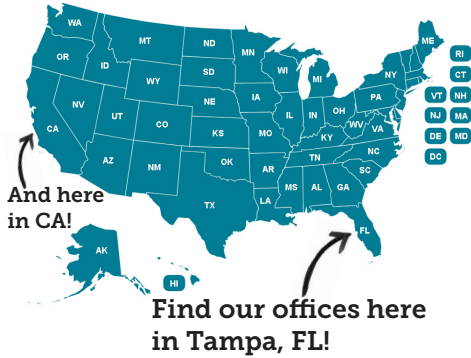 WA
MT
ND
MN
ME
OR
ID
SD
WI
MI
NY
RI
WY
CT
NV
NE
IA
PA
VT NH
UT
CO
IL
IN
OH
NJ MA
CA
KS
MO
WV
VA
KY
DE MD
AZ
NM
OK
AR
TN
NC
DC
SC
MS
AL
GA
TX
LA
And here
in CA!
FL
AK
HI
Find our offices here
in Tampa, FL!